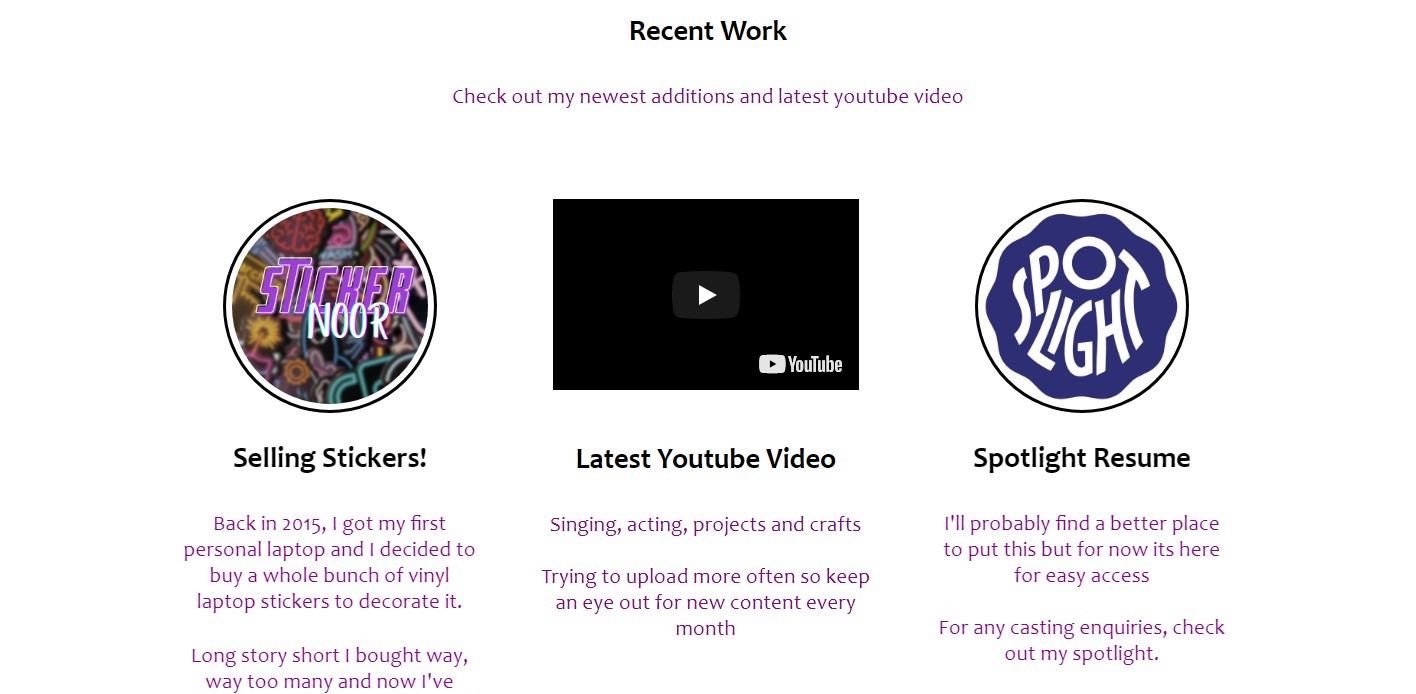 Recent Work
Check out my newest additions and latest youtube video
STICKER
NOOR
YouTube
SPOT
LIGHT
Selling Stickers!
Back in 2015, I got my first
personal laptop and I decided to
buy a whole bunch of vinyl
laptop stickers to decorate it.
Long story short I bought way,
way too many and now I've
Latest Youtube Video
Singing, acting, projects and crafts
Trying to upload more often so keep
an eye out for new content every
month
Spotlight Resume
I'll probably find a better place
to put this but for now its here
for easy access
For any casting enquiries, check
out my spotlight.